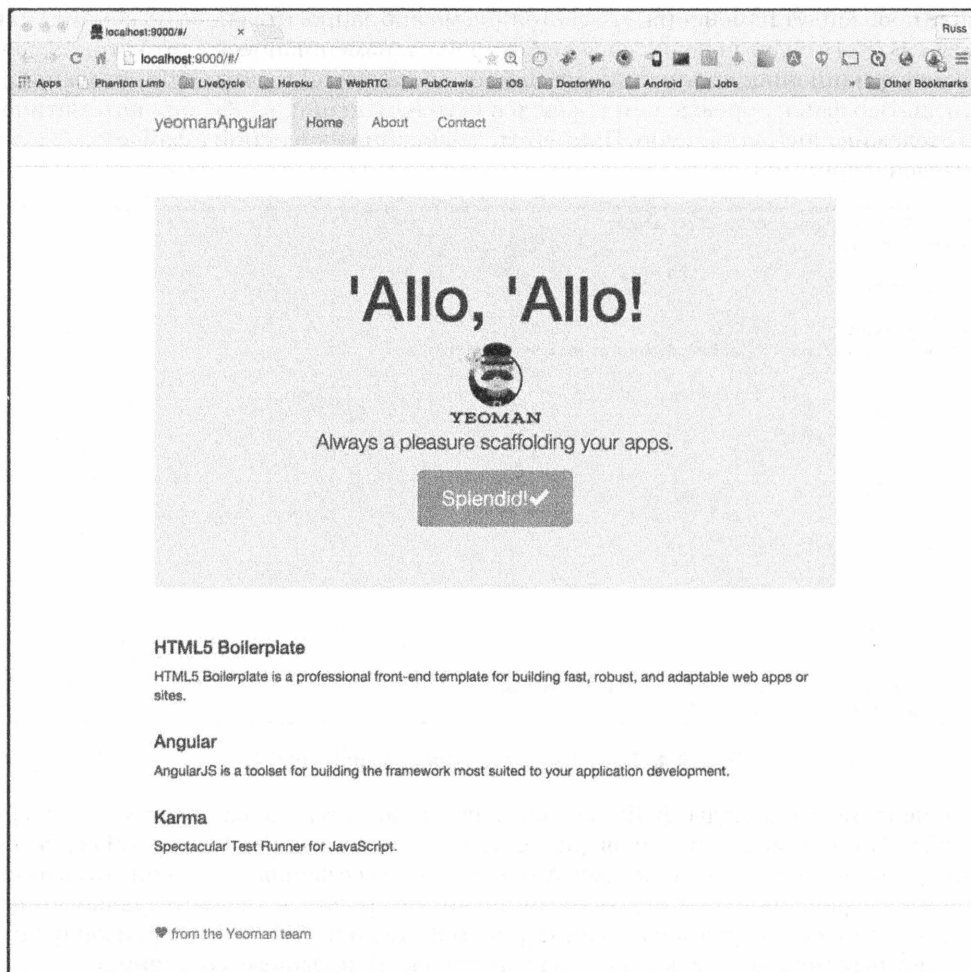 localhost:9000/#/ ×
Russ
localhost:9000/#/
Apps Phantom Limb LiveCycle Heroku WebRTC PubCrawls iOS DoctorWho Android Jobs » Other Bookmarks
yeomanAngular Home About Contact
'Allo, 'Allo!
YEOMAN
Always a pleasure scaffolding your apps.
Splendid!✔
HTML5 Boilerplate
HTML5 Boilerplate is a professional front-end template for building fast, robust, and adaptable web apps or
sites.
Angular
AngularJS is a toolset for building the framework most suited to your application development.
Karma
Spectacular Test Runner for JavaScript.
♥ from the Yeoman team